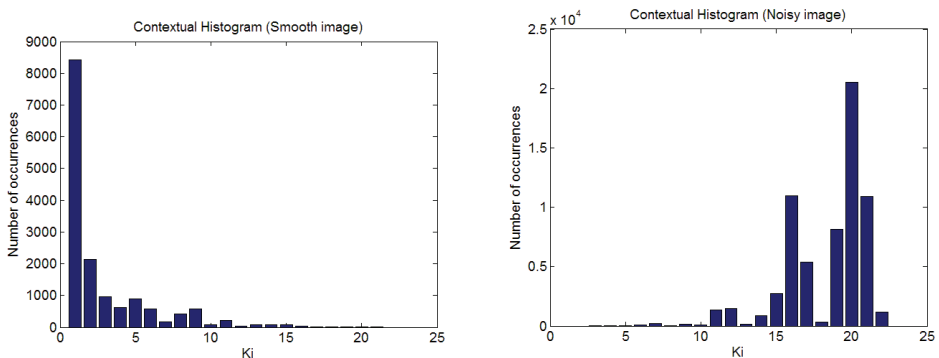 Contextual Histogram (Smooth image)
9000
8000
7000
6000
5000
4000
3000
2000
1000
0
0 5 10 15 20 25
Number of occurrences
Ki
Contextual Histogram (Noisy image)
x 10^4
2.5
2
1.5
1
0.5
0
0 5 10 15 20 25
Number of occurrences
Ki